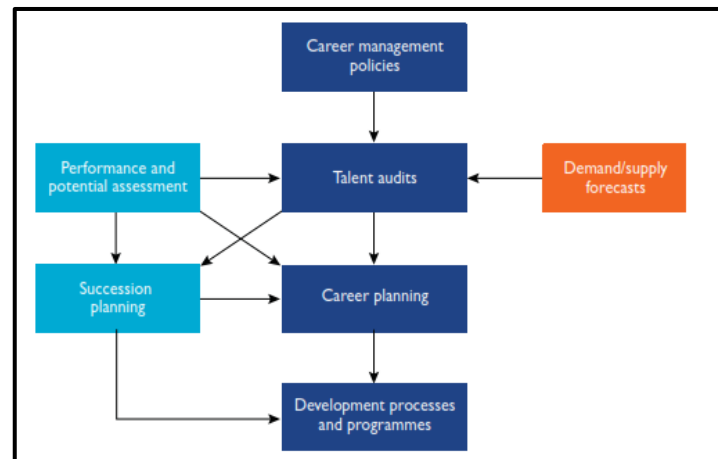 Career management
policies
Performance and
potential assessment
Talent audits
Demand/supply
forecasts
Succession
planning
Career planning
Development processes
and programmes